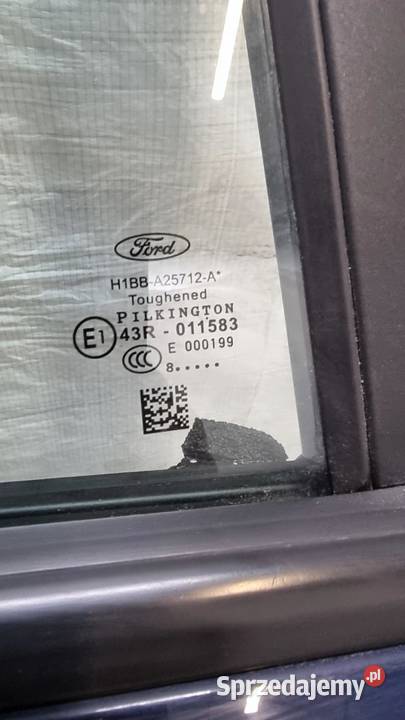 Ford
H1BB-A25712-A*
Toughened
PILKINGTON
E1 43R - 011583
CCC E 000199
8.....
Sprzedajemy.pl